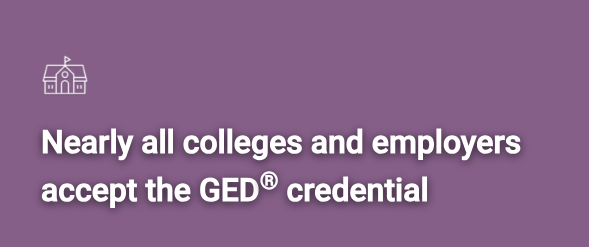 Nearly all colleges and employers
accept the GED® credential